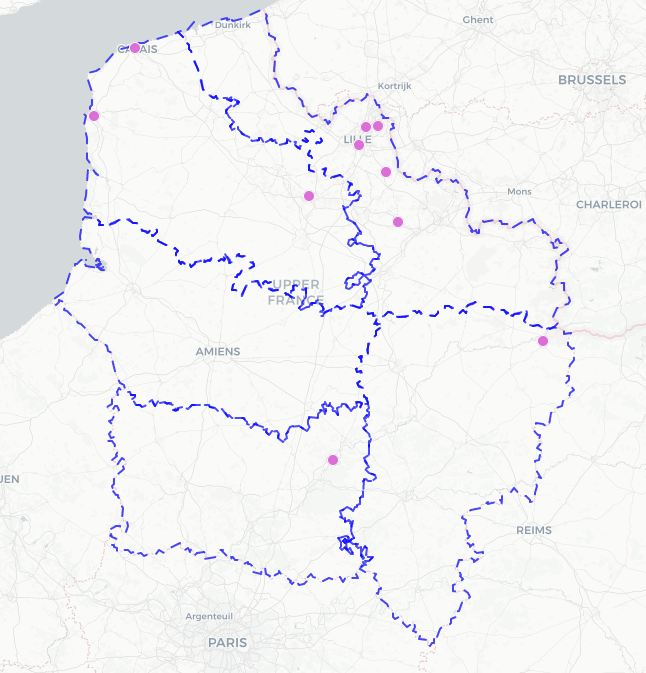 Ghent
Dunkirk
CALAIS
BRUSSELS
Kortrijk
LILLE
Mons
CHARLEROI
UPPER
FRANCE
AMIENS
UEN
REIMS
Argenteuil
PARIS